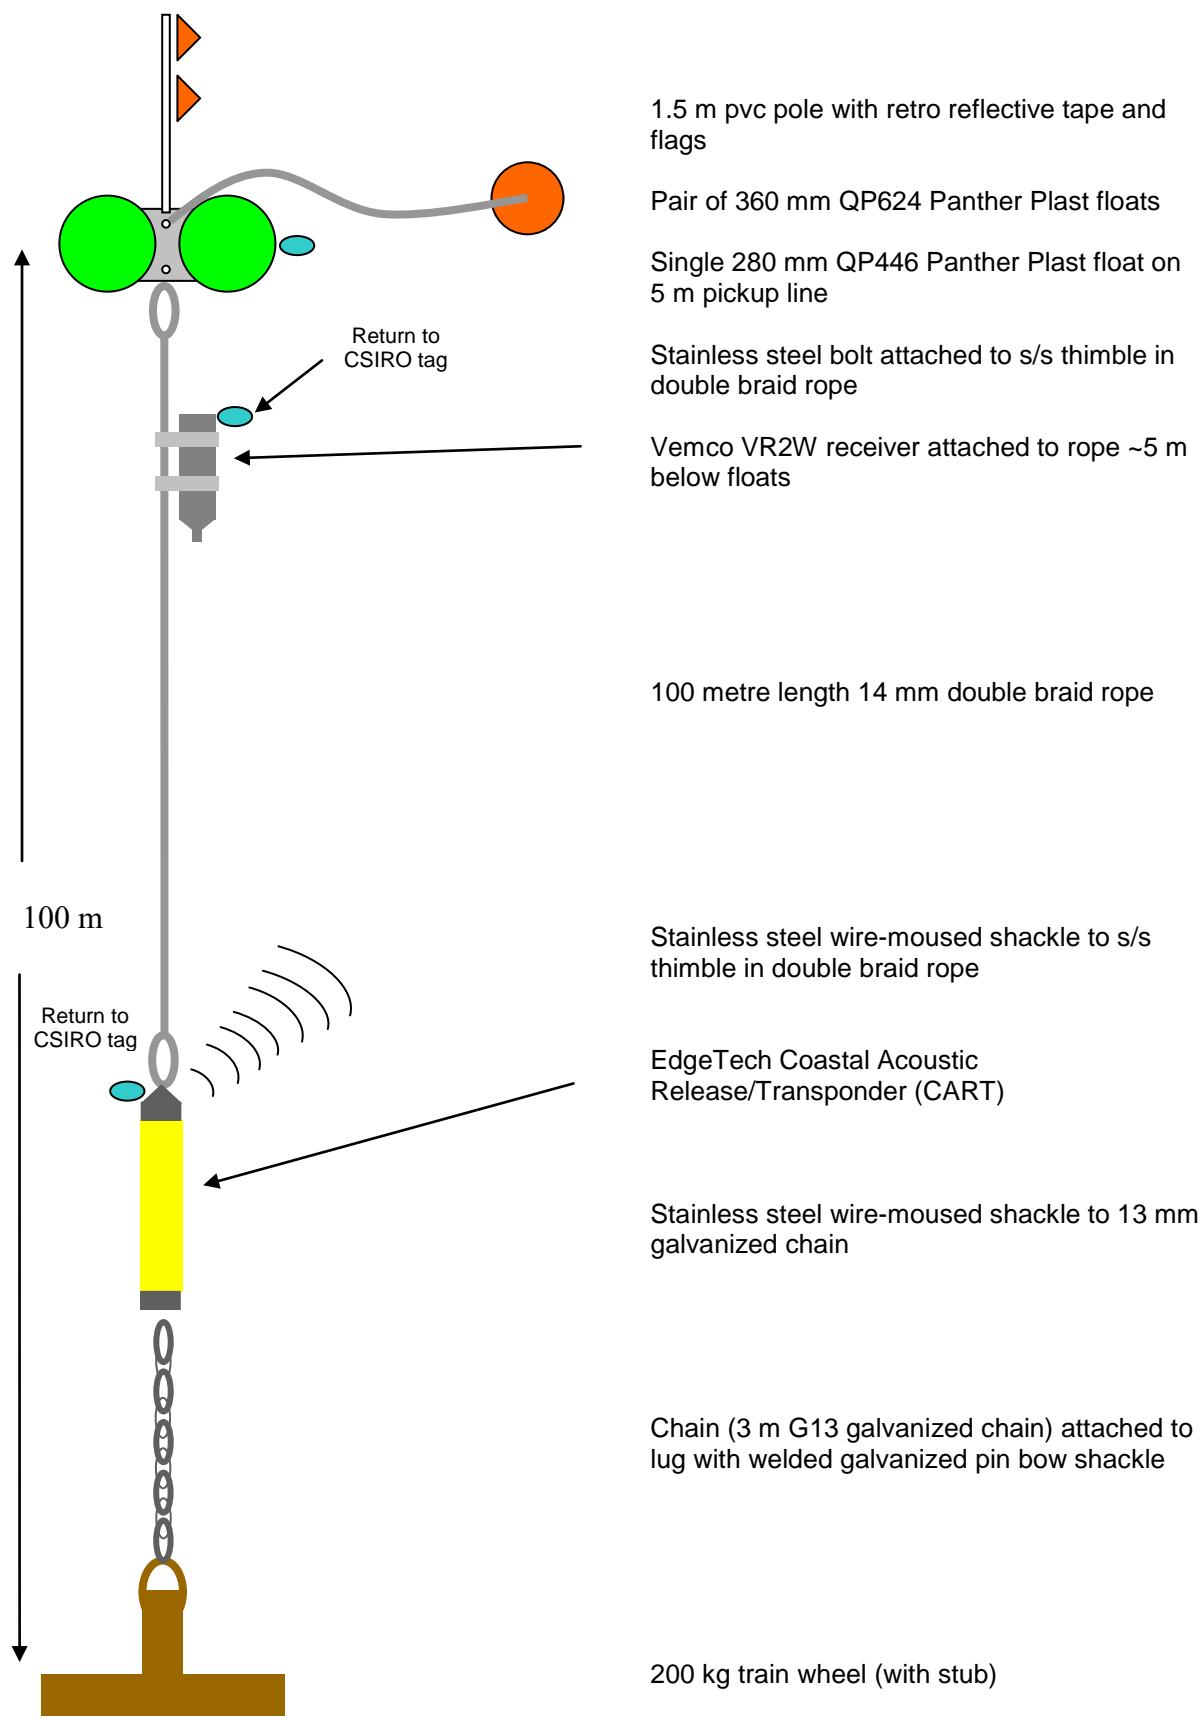 1.5 m pvc pole with retro reflective tape and
flags
Pair of 360 mm QP624 Panther Plast floats
Single 280 mm QP446 Panther Plast float on
5 m pickup line
Return to
CSIRO tag
Stainless steel bolt attached to s/s thimble in
double braid rope
Vemco VR2W receiver attached to rope ~5 m
below floats
100 metre length 14 mm double braid rope
100 m
Stainless steel wire-moused shackle to s/s
thimble in double braid rope
Return to
CSIRO tag
EdgeTech Coastal Acoustic
Release/Transponder (CART)
Stainless steel wire-moused shackle to 13 mm
galvanized chain
Chain (3 m G13 galvanized chain) attached to
lug with welded galvanized pin bow shackle
200 kg train wheel (with stub)